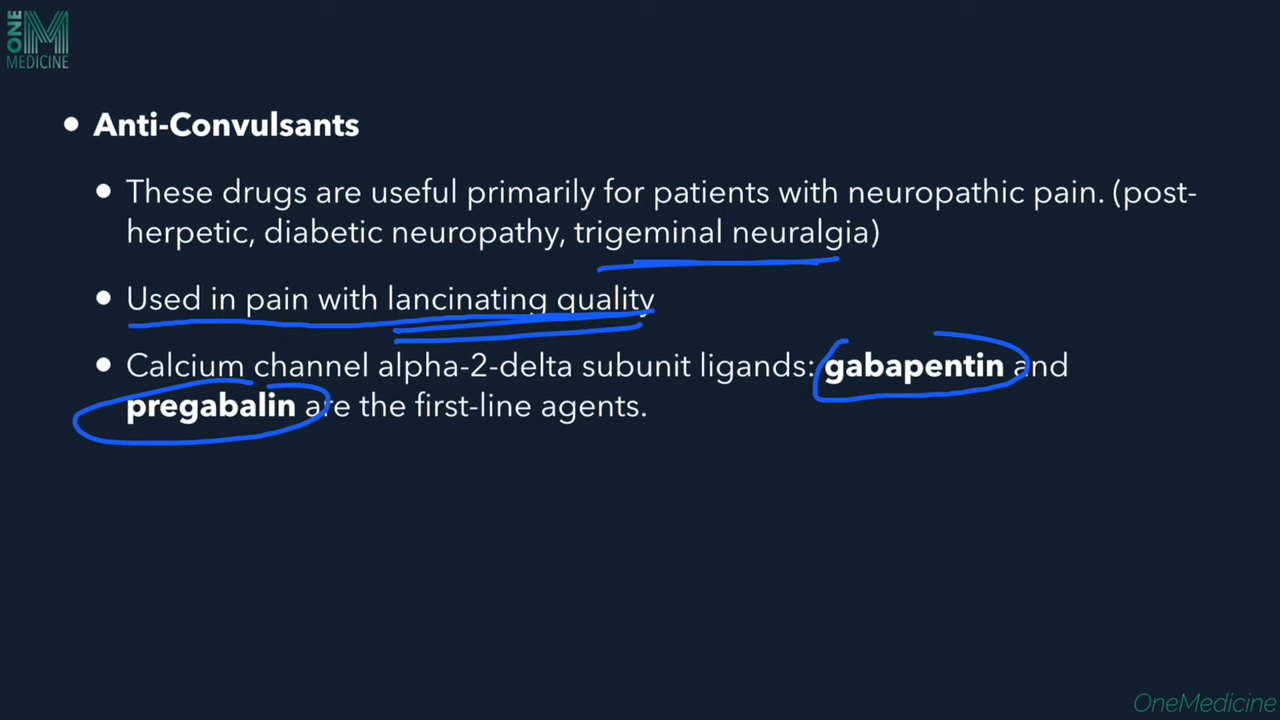 ONE
M
MEDICINE
• Anti-Convulsants
• These drugs are useful primarily for patients with neuropathic pain. (post-
herpetic, diabetic neuropathy, trigeminal neuralgia)
• Used in pain with lancinating quality
• Calcium channel alpha-2-delta subunit ligands: gabapentin and
pregabalin are the first-line agents.
OneMedicine